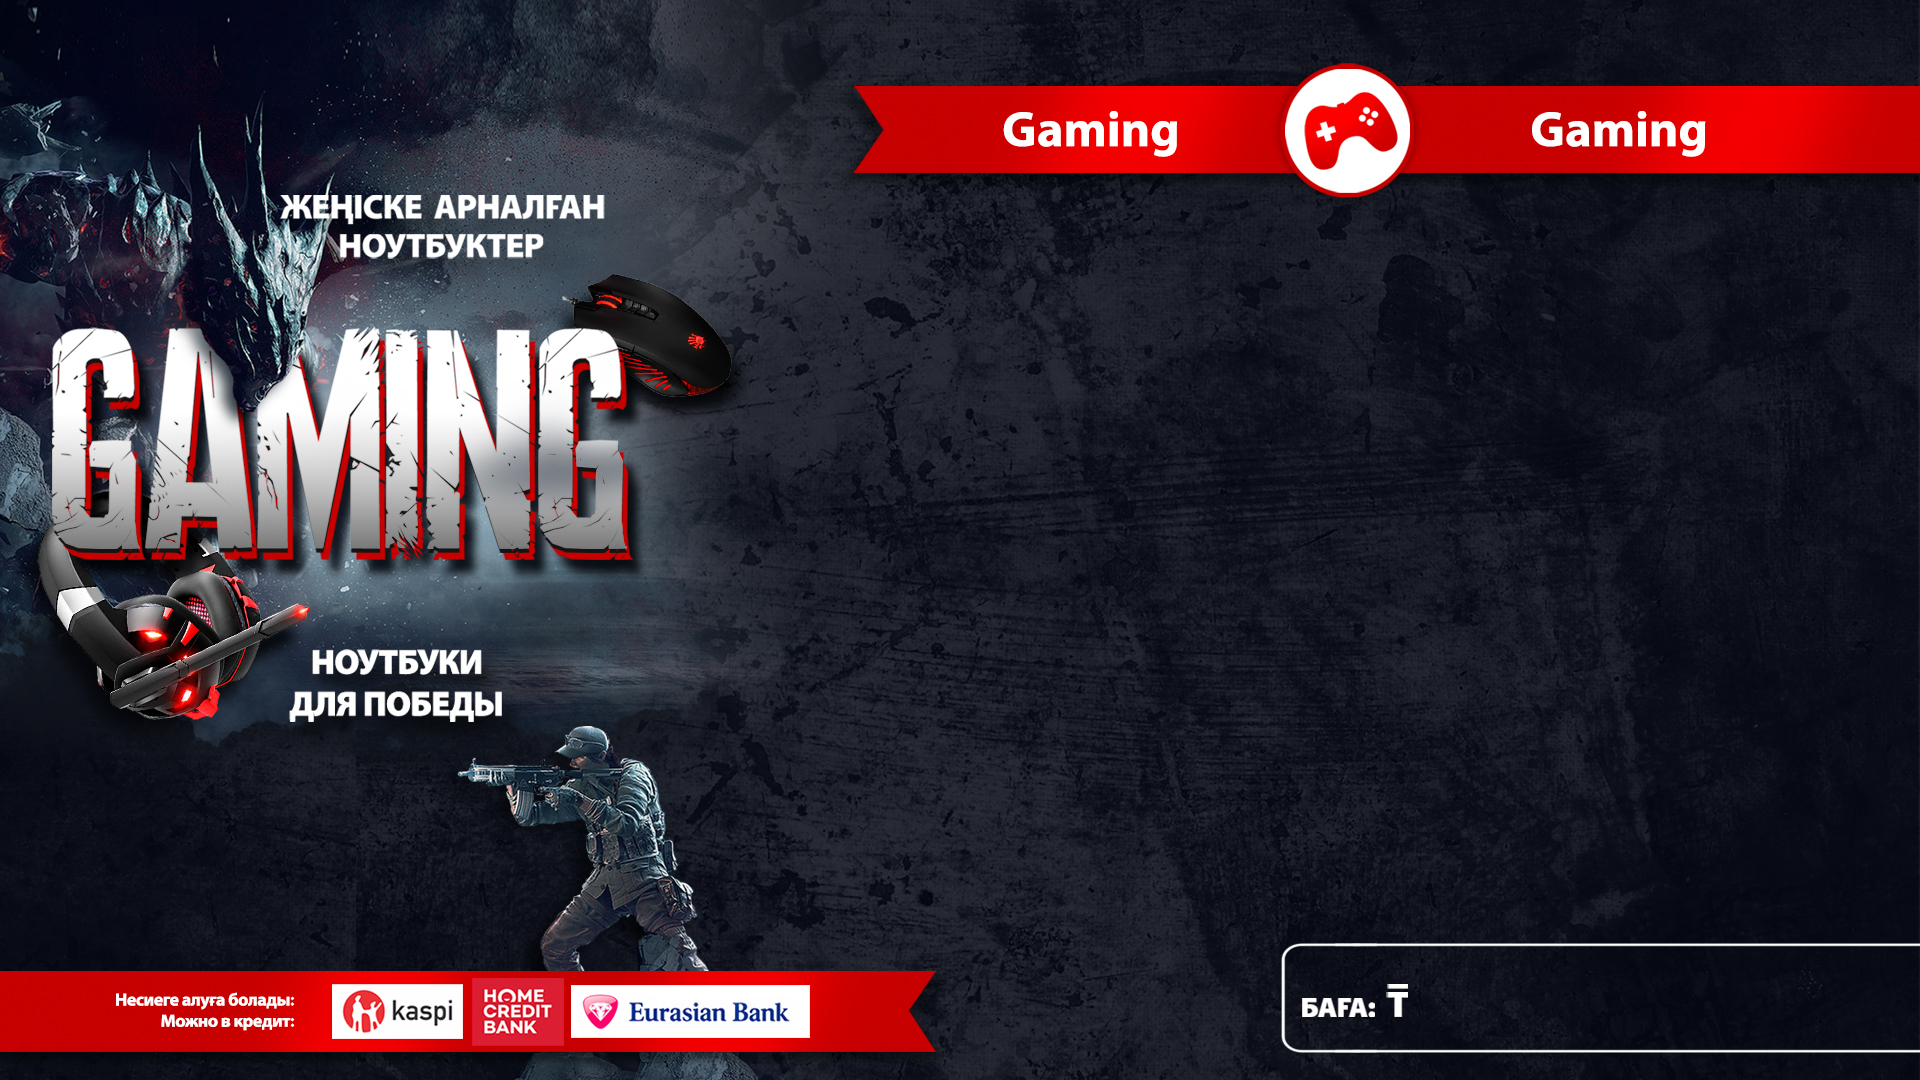 Gaming
Gaming
ЖЕҢІСКЕ АРНАЛҒАН
НОУТБУКТЕР
GAMING
НОУТБУКИ
ДЛЯ ПОБЕДЫ
Несиеге алуға болады:
Можно в кредит:
kaspi
HOME
CREDIT
BANK
Eurasian Bank
БАҒА: ₸